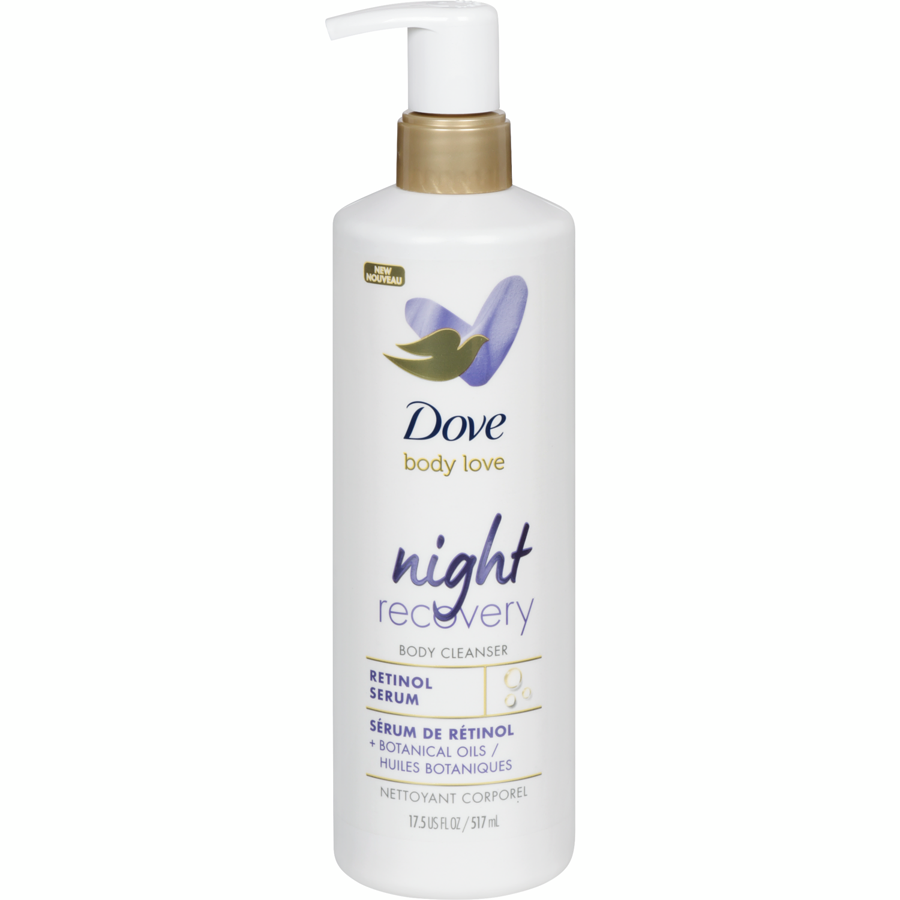 NEW
NOUVEAU
Dove
body love
night
recovery
BODY CLEANSER
RETINOL
SERUM
SÉRUM DE RÉTINOL
+ BOTANICAL OILS /
HUILES BOTANIQUES
NETTOYANT CORPOREL
17.5 US FL OZ / 517 mL